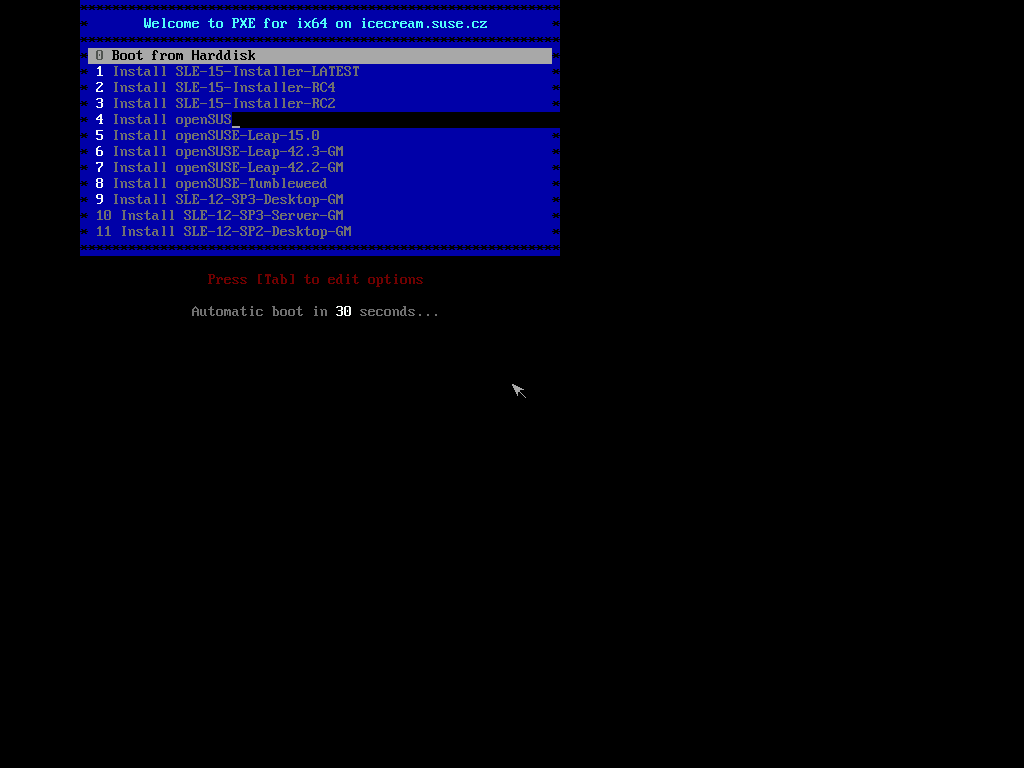 Welcome to PXE for ix64 on icecream.suse.cz
0 Boot from Harddisk
1 Install SLE-15-Installer-LATEST
2 Install SLE-15-Installer-RC4
3 Install SLE-15-Installer-RC2
4 Install openSUS_
5 Install openSUSE-Leap-15.0
6 Install openSUSE-Leap-42.3-GM
7 Install openSUSE-Leap-42.2-GM
8 Install openSUSE-Tumbleweed
9 Install SLE-12-SP3-Desktop-GM
10 Install SLE-12-SP3-Server-GM
11 Install SLE-12-SP2-Desktop-GM
Press [Tab] to edit options
Automatic boot in 30 seconds...